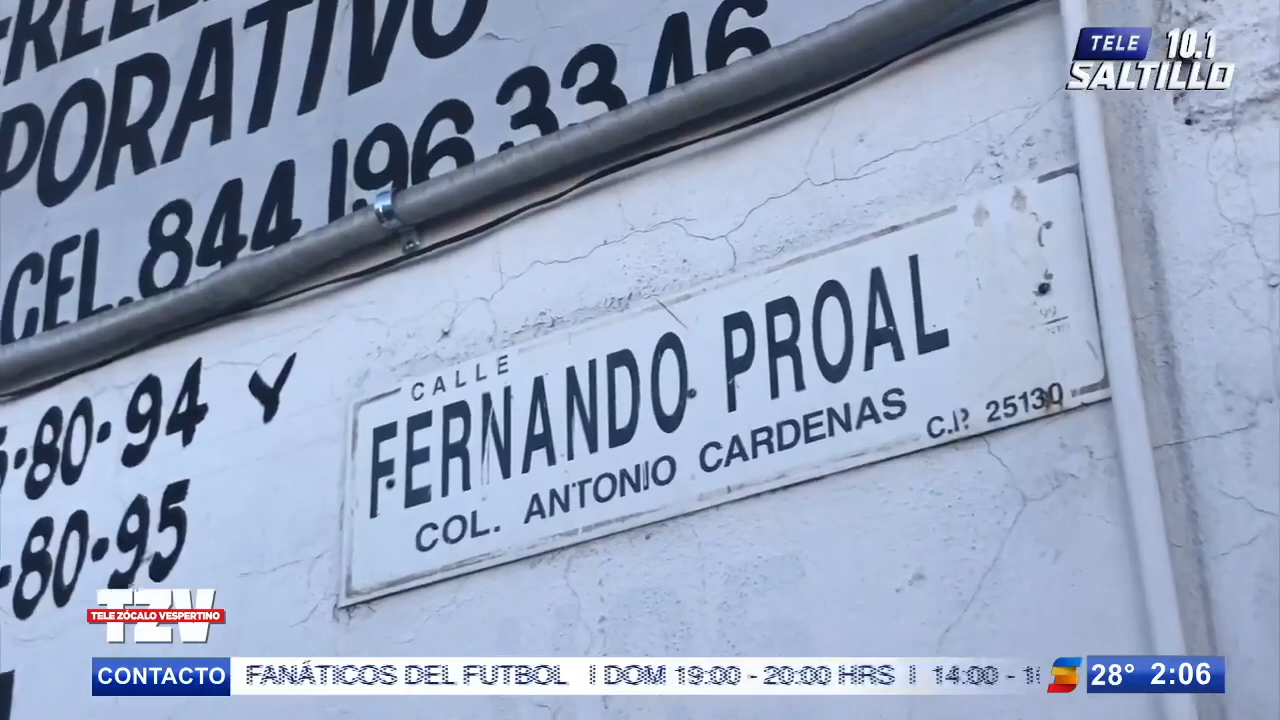 PORATIVO
CEL. 844 196 33 46
-80-94 Y
-80-95
CALLE
FERNANDO PROAL
COL. ANTONIO CARDENAS
C.P. 25130
TELE 10.1
SALTILLO
TZV
TELE ZÓCALO VESPERTINO
CONTACTO FANÁTICOS DEL FUTBOL | DOM 19:00 - 20:00 HRS | 14:00 - 28° 2:06